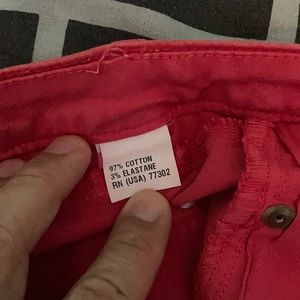 97% COTTON
3% ELASTANE
RN (USA) 77302